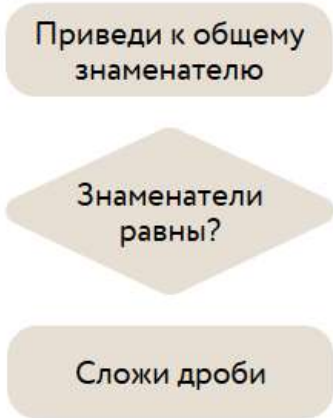 Приведи к общему
знаменателю
Знаменатели
равны?
Сложи дроби